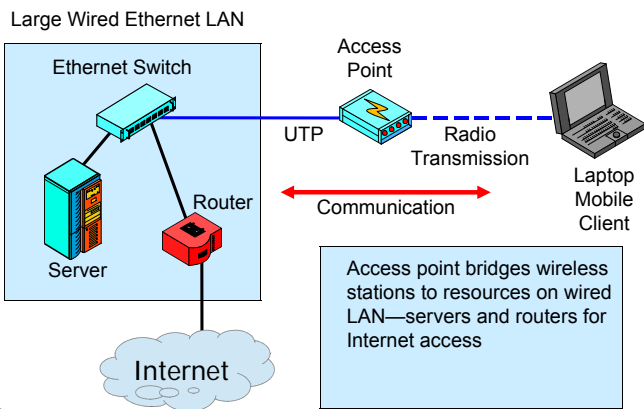 Large Wired Ethernet LAN
Ethernet Switch
Access
Point
UTP
Radio
Transmission
Laptop
Mobile
Client
Router
Communication
Server
Access point bridges wireless
stations to resources on wired
LAN—servers and routers for
Internet access
Internet